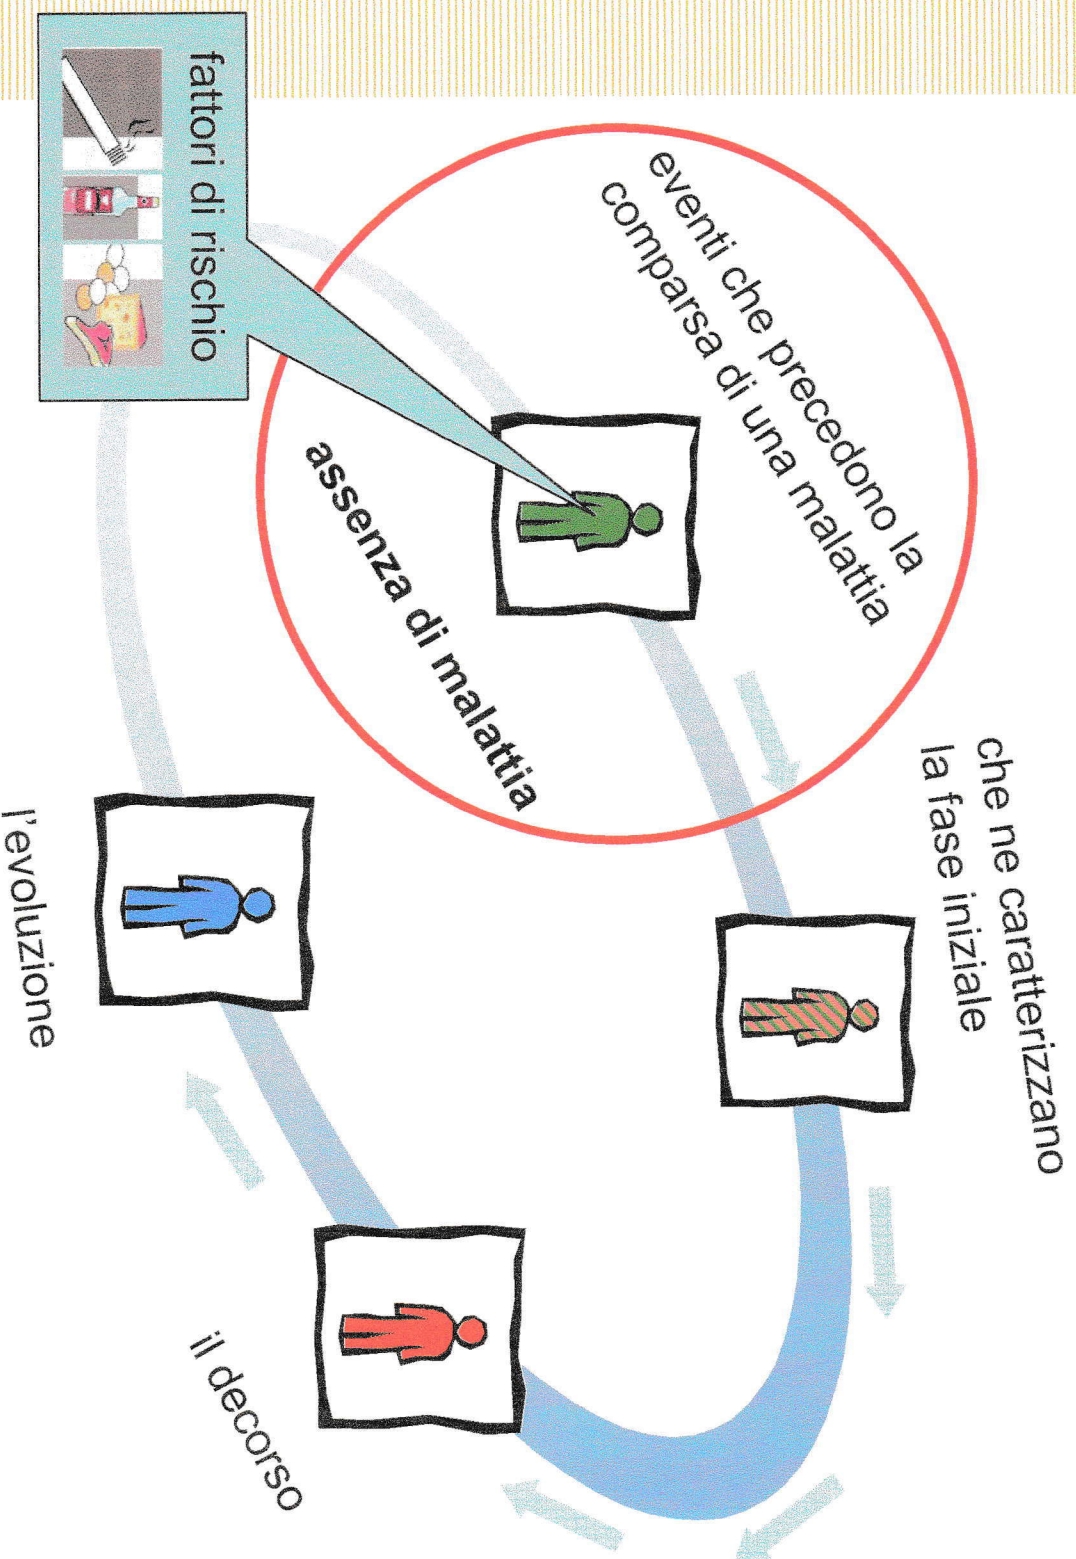 eventi che precedono la
comparsa di una malattia
assenza di malattia
fattori di rischio
che ne caratterizzano
la fase iniziale
il decorso
l'evoluzione